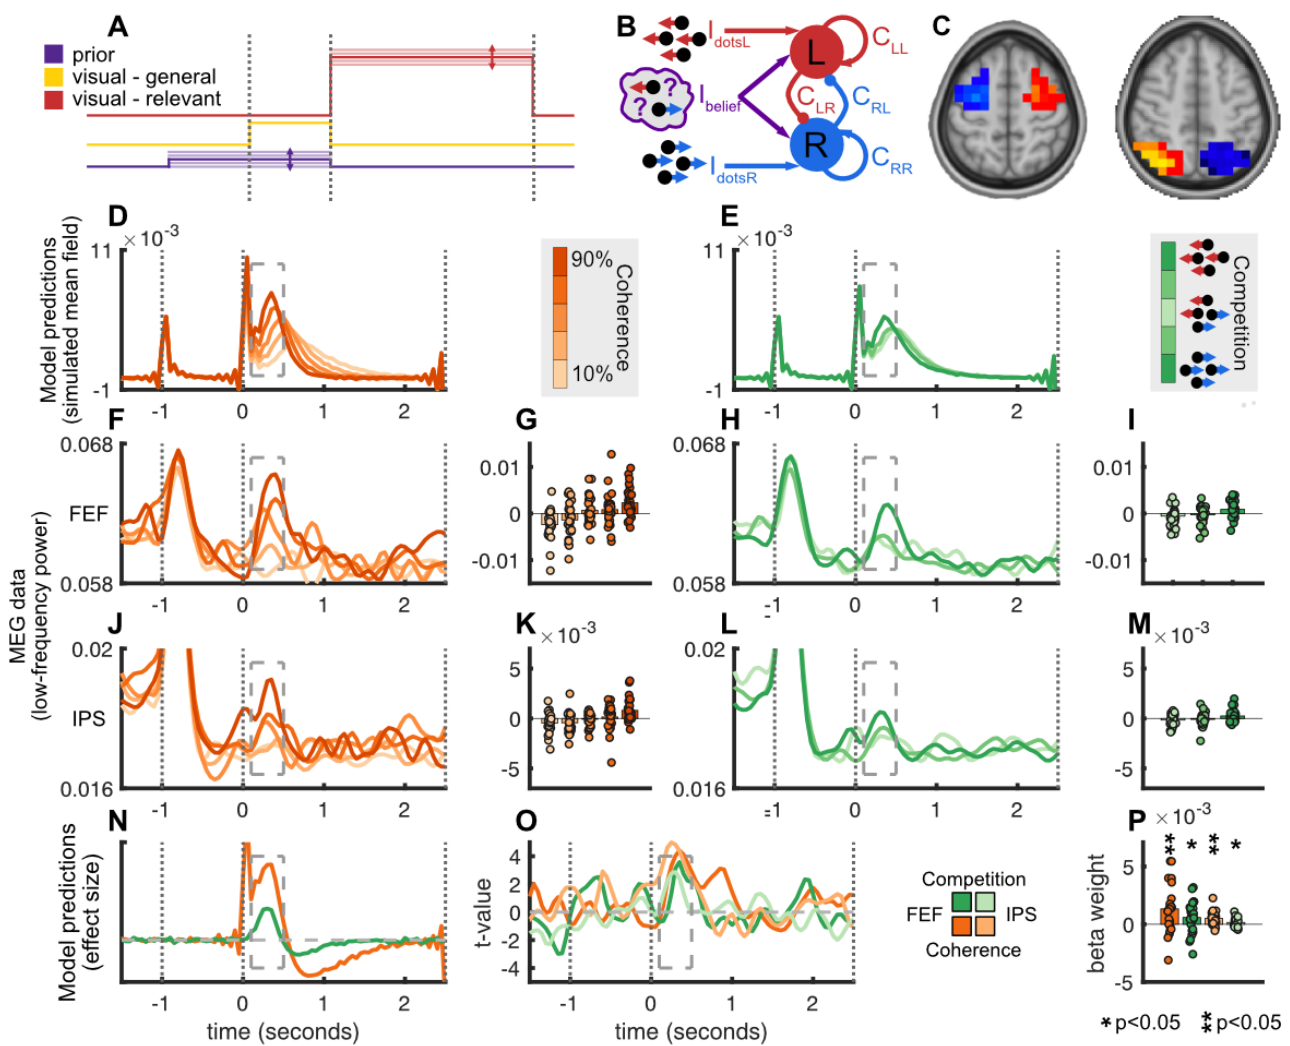 A
prior
visual - general
visual - relevant
B
I dotsL
L
C LL
? ?
I belief
C LR
C RL
R
I dotsR
C RR
C
D
× 10⁻³
11
-1
-1 0 1 2
Model predictions
(simulated mean field)
90%
10%
Coherence
E
× 10⁻³
11
-1
-1 0 1 2
Competition
F
0.068
FEF
0.058
-1 0 1 2
MEG data
(low-frequency power)
G
0.01
0
-0.01
H
0.068
0.058
-1 0 1 2
I
0.01
0
-0.01
J
0.02
IPS
0.016
-1 0 1 2
K
× 10⁻³
5
0
-5
L
0.02
0.016
-1 0 1 2
M
× 10⁻³
5
0
-5
N
Model predictions
(effect size)
-1 0 1 2
time (seconds)
O
t-value
4
2
0
-2
-4
-1 0 1 2
time (seconds)
Competition
FEF IPS
Coherence
P
× 10⁻³
beta weight
5
0
-5
** * ** *
* p<0.05 ** p<0.05